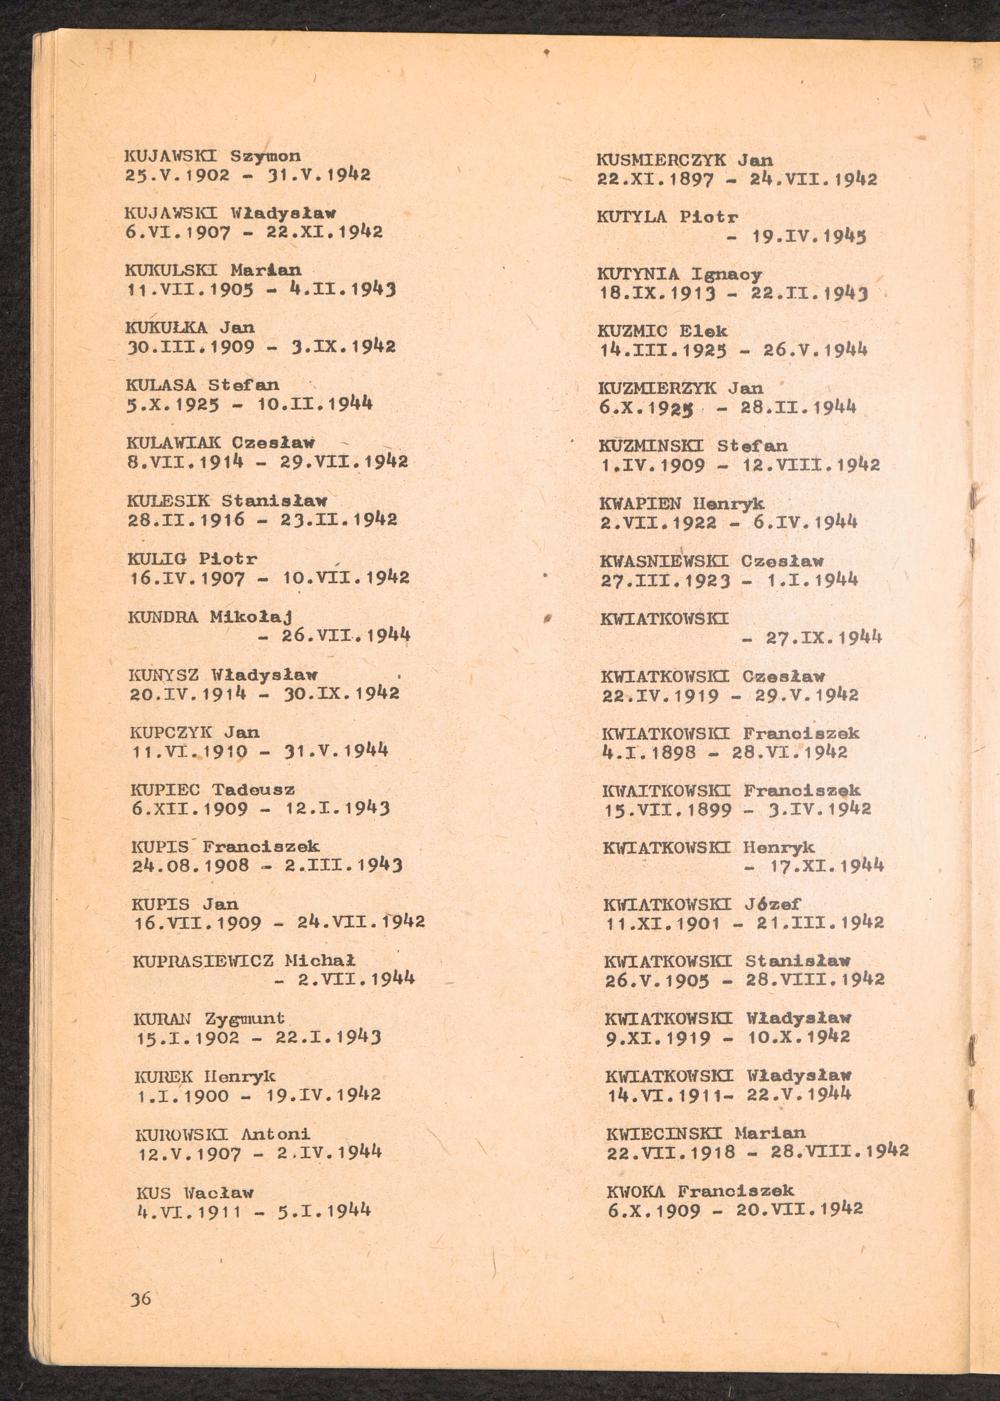 KUJAWSKI Szymon
25.V.1902 - 31.V.1942
KUJAWSKI Władysław
6.VI.1907 - 22.XI.1942
KUKULSKI Marian
11.VII.1905 - 4.II.1943
KUKUŁKA Jan
30.III.1909 - 3.IX.1942
KULASA Stefan
5.X.1925 - 10.II.1944
KULAWIAK Czesław
8.VII.1914 - 29.VII.1942
KULESIK Stanisław
28.II.1916 - 23.II.1942
KULIG Piotr
16.IV.1907 - 10.VII.1942
KUNDRA Mikołaj
- 26.VII.1944
KUNYSZ Władysław
20.IV.1914 - 30.IX.1942
KUPCZYK Jan
11.VI.1910 - 31.V.1944
KUPIEC Tadeusz
6.XII.1909 - 12.I.1943
KUPIS Franciszek
24.08.1908 - 2.III.1943
KUPIS Jan
16.VII.1909 - 24.VII.1942
KUPRASIEWICZ Michał
- 2.VII.1944
KURAN Zygmunt
15.I.1902 - 22.I.1943
KUREK Henryk
1.I.1900 - 19.IV.1942
KUROWSKI Antoni
12.V.1907 - 2.IV.1944
KUS Wacław
4.VI.1911 - 5.I.1944
KUSMIERCZYK Jan
22.XI.1897 - 24.VII.1942
KUTYLA Piotr
- 19.IV.1945
KUTYNIA Ignacy
18.IX.1913 - 22.II.1943
KUZMIC Elek
14.III.1925 - 26.V.1944
KUZMIERZYK Jan
6.X.1925 - 28.II.1944
KUZMINSKI Stefan
1.IV.1909 - 12.VIII.1942
KWAPIEN Henryk
2.VII.1922 - 6.IV.1944
KWASNIEWSKI Czesław
27.III.1923 - 1.I.1944
KWIATKOWSKI
- 27.IX.1944
KWIATKOWSKI Czesław
22.IV.1919 - 29.V.1942
KWIATKOWSKI Franciszek
4.I.1898 - 28.VI.1942
KWAITKOWSKI Franciszek
15.VII.1899 - 3.IV.1942
KWIATKOWSKI Henryk
- 17.XI.1944
KWIATKOWSKI Józef
11.XI.1901 - 21.III.1942
KWIATKOWSKI Stanisław
26.V.1905 - 28.VIII.1942
KWIATKOWSKI Władysław
9.XI.1919 - 10.X.1942
KWIATKOWSKI Władysław
14.VI.1911- 22.V.1944
KWIECINSKI Marian
22.VII.1918 - 28.VIII.1942
KWOKA Franciszek
6.X.1909 - 20.VII.1942
36